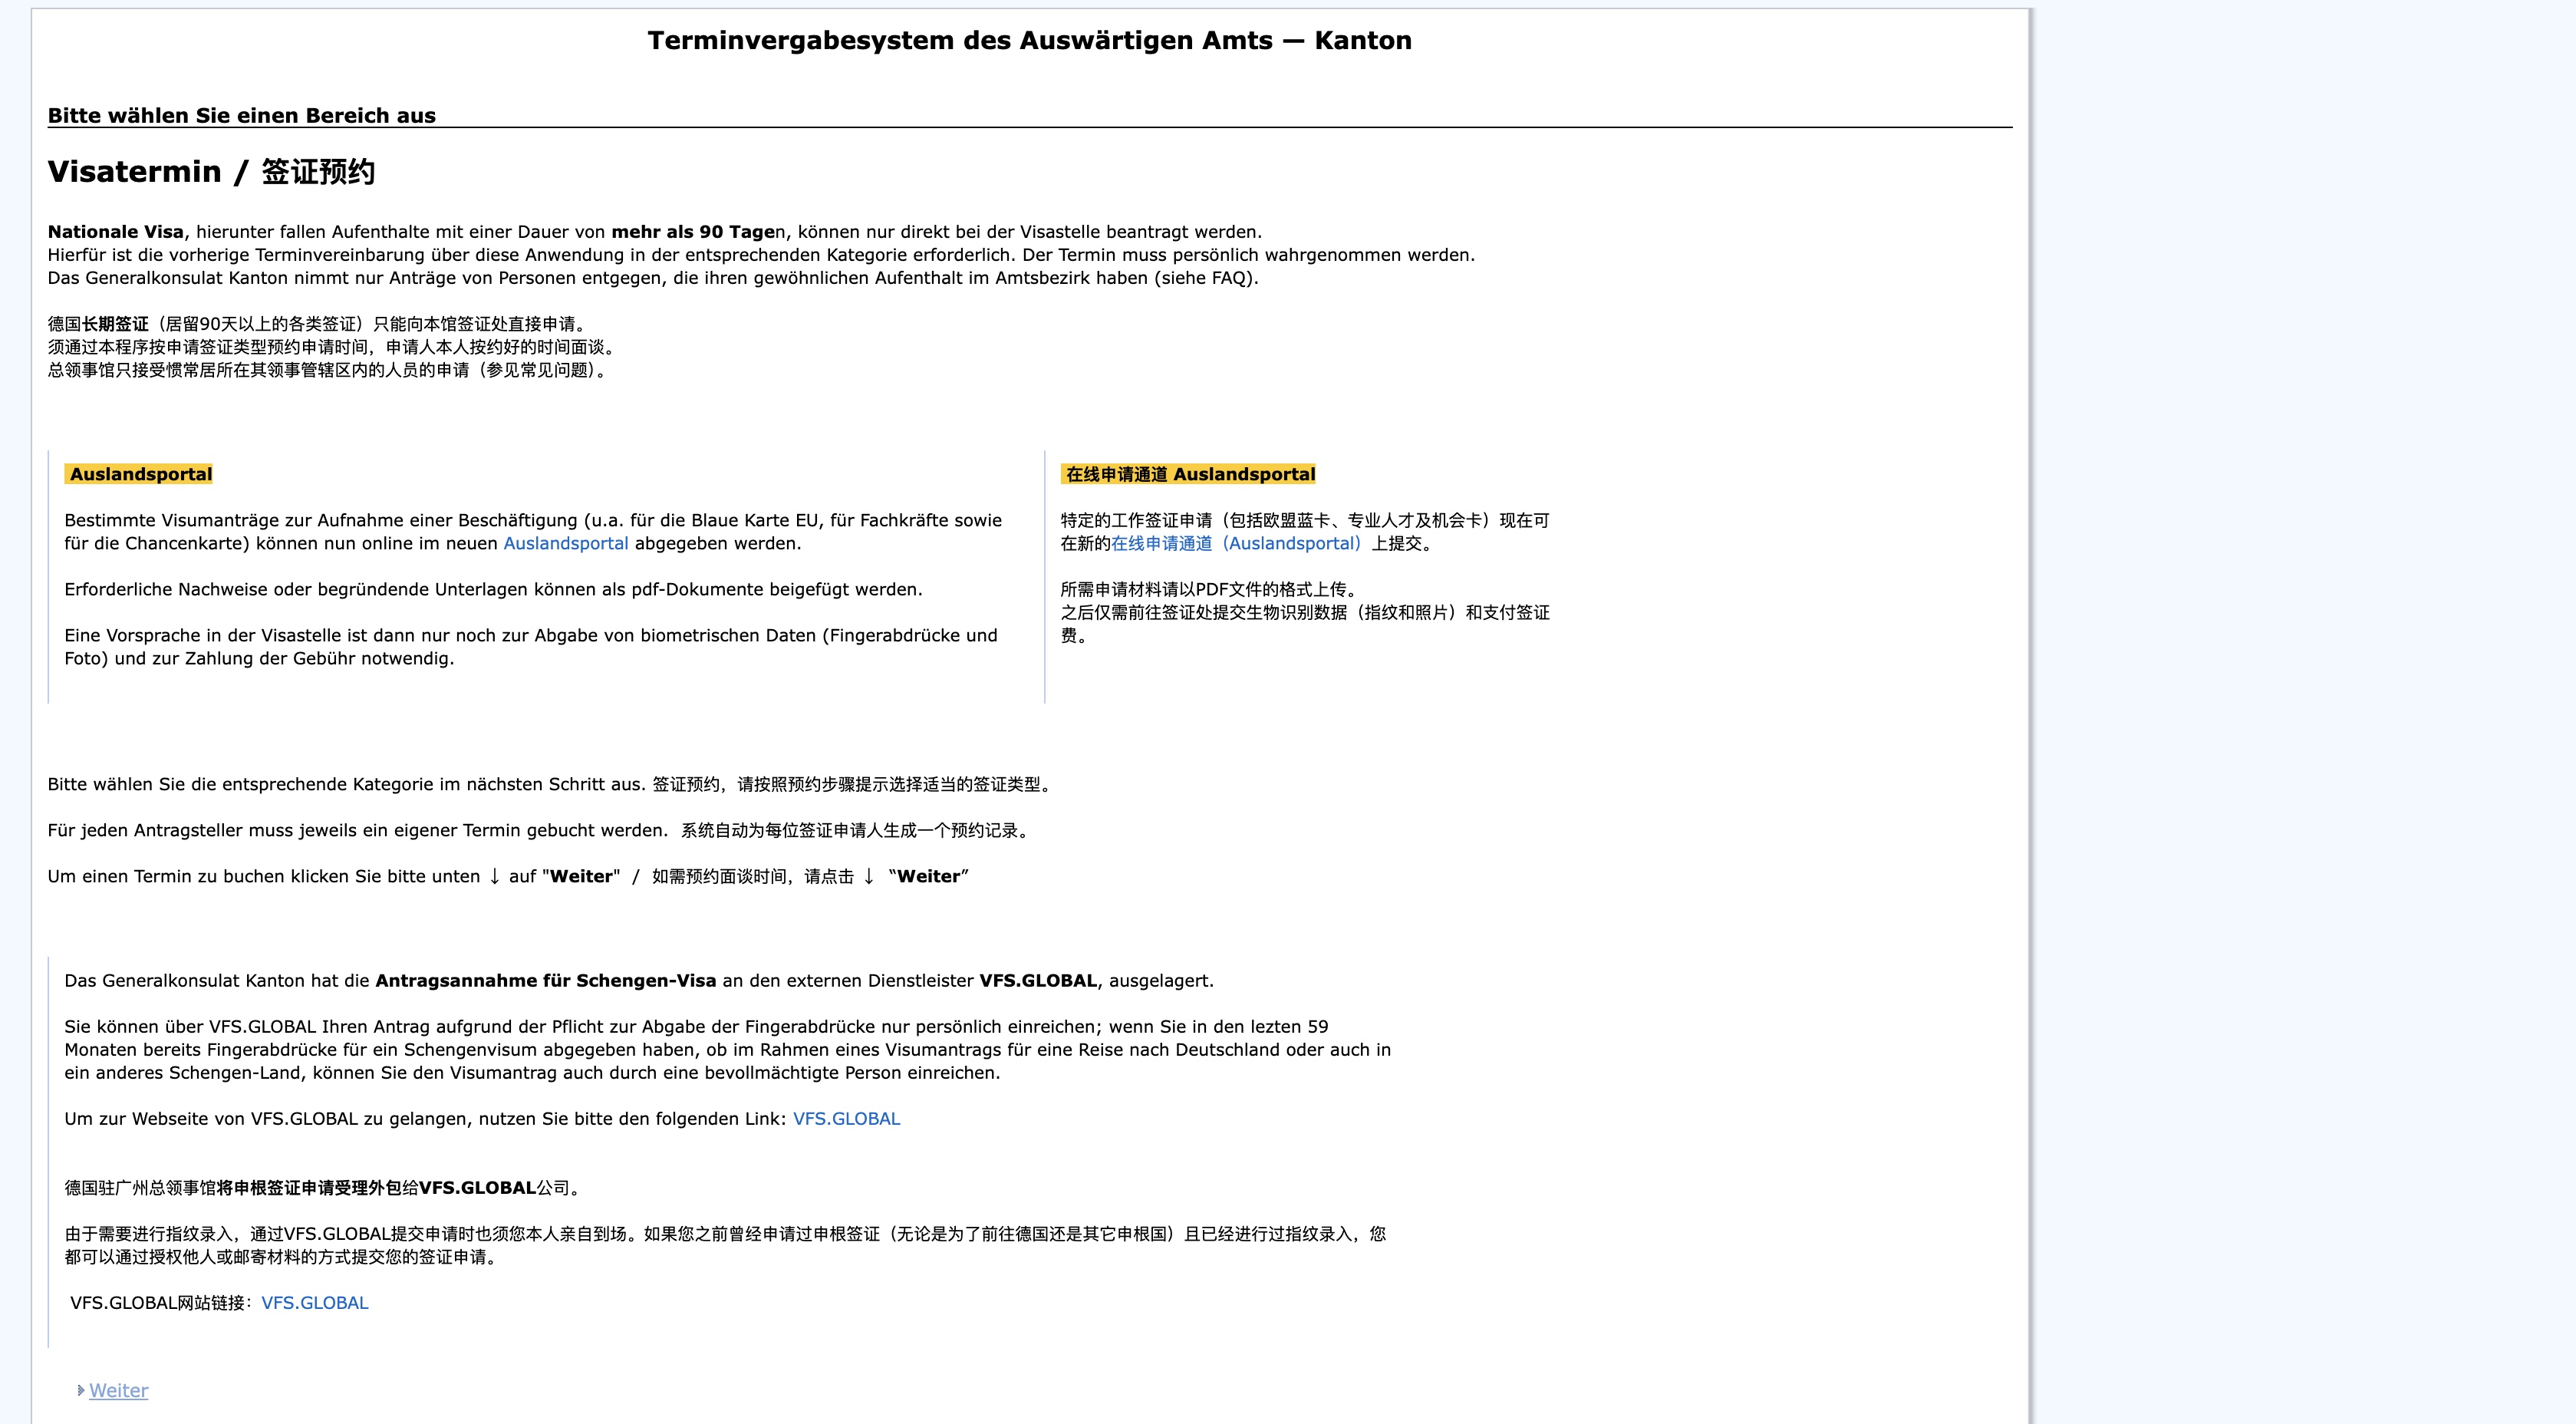 Terminvergabesystem des Auswärtigen Amts — Kanton
Bitte wählen Sie einen Bereich aus
Visatermin / 签证预约
Nationale Visa, hierunter fallen Aufenthalte mit einer Dauer von mehr als 90 Tagen, können nur direkt bei der Visastelle beantragt werden.
Hierfür ist die vorherige Terminvereinbarung über diese Anwendung in der entsprechenden Kategorie erforderlich. Der Termin muss persönlich wahrgenommen werden.
Das Generalkonsulat Kanton nimmt nur Anträge von Personen entgegen, die ihren gewöhnlichen Aufenthalt im Amtsbezirk haben (siehe FAQ).
德国长期签证（居留90天以上的各类签证）只能向本馆签证处直接申请。
须通过本程序按申请签证类型预约申请时间，申请人本人按约好的时间面谈。
总领事馆只接受惯常居所在其领事管辖区内的人员的申请（参见常见问题）。
Auslandsportal
Bestimmte Visumanträge zur Aufnahme einer Beschäftigung (u.a. für die Blaue Karte EU, für Fachkräfte sowie
für die Chancenkarte) können nun online im neuen Auslandsportal abgegeben werden.
Erforderliche Nachweise oder begründende Unterlagen können als pdf-Dokumente beigefügt werden.
Eine Vorsprache in der Visastelle ist dann nur noch zur Abgabe von biometrischen Daten (Fingerabdrücke und
Foto) und zur Zahlung der Gebühr notwendig.
在线申请通道 Auslandsportal
特定的工作签证申请（包括欧盟蓝卡、专业人才及机会卡）现在可
在新的在线申请通道（Auslandsportal）上提交。
所需申请材料请以PDF文件的格式上传。
之后仅需前往签证处提交生物识别数据（指纹和照片）和支付签证
费。
Bitte wählen Sie die entsprechende Kategorie im nächsten Schritt aus. 签证预约，请按照预约步骤提示选择适当的签证类型。
Für jeden Antragsteller muss jeweils ein eigener Termin gebucht werden. 系统自动为每位签证申请人生成一个预约记录。
Um einen Termin zu buchen klicken Sie bitte unten ↓ auf "Weiter" / 如需预约面谈时间，请点击 ↓ “Weiter”
Das Generalkonsulat Kanton hat die Antragsannahme für Schengen-Visa an den externen Dienstleister VFS.GLOBAL, ausgelagert.
Sie können über VFS.GLOBAL Ihren Antrag aufgrund der Pflicht zur Abgabe der Fingerabdrücke nur persönlich einreichen; wenn Sie in den lezten 59
Monaten bereits Fingerabdrücke für ein Schengenvisum abgegeben haben, ob im Rahmen eines Visumantrags für eine Reise nach Deutschland oder auch in
ein anderes Schengen-Land, können Sie den Visumantrag auch durch eine bevollmächtigte Person einreichen.
Um zur Webseite von VFS.GLOBAL zu gelangen, nutzen Sie bitte den folgenden Link: VFS.GLOBAL
德国驻广州总领事馆将申根签证申请受理外包给VFS.GLOBAL公司。
由于需要进行指纹录入，通过VFS.GLOBAL提交申请时也须您本人亲自到场。如果您之前曾经申请过申根签证（无论是为了前往德国还是其它申根国）且已经进行过指纹录入，您
都可以通过授权他人或邮寄材料的方式提交您的签证申请。
VFS.GLOBAL网站链接：VFS.GLOBAL
Weiter